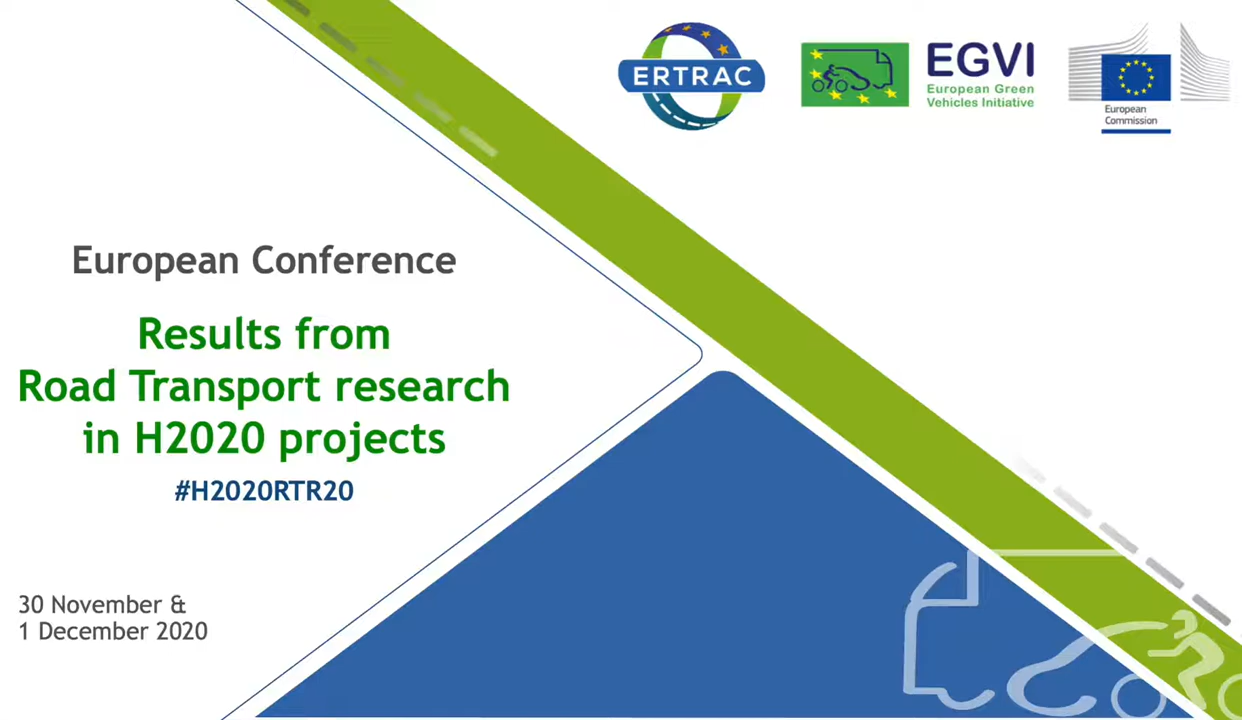 ERTRAC
EGVI
European Green
Vehicles Initiative
European
Commission
European Conference
Results from
Road Transport research
in H2020 projects
#H2020RTR20
30 November &
1 December 2020